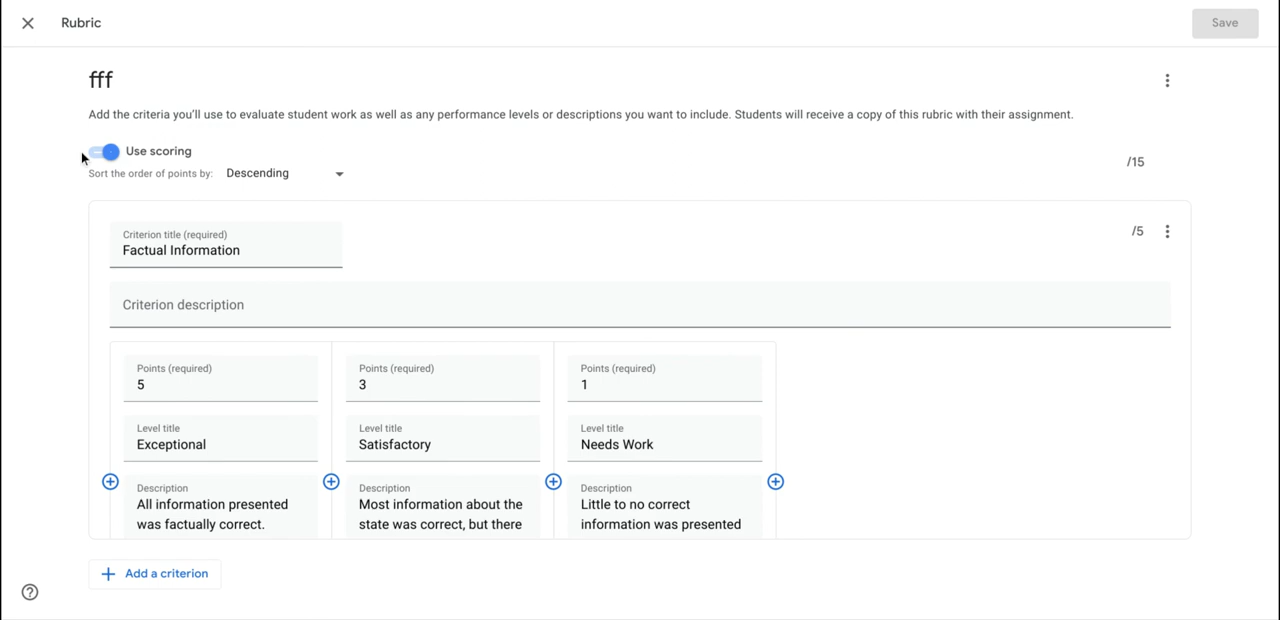 Rubric
Save
fff
Add the criteria you'll use to evaluate student work as well as any performance levels or descriptions you want to include. Students will receive a copy of this rubric with their assignment.
Use scoring
/15
Sort the order of points by: Descending
Criterion title (required)
Factual Information
/5
Criterion description
Points (required)
5
Level title
Exceptional
Description
All information presented
was factually correct.
Points (required)
3
Level title
Satisfactory
Description
Most information about the
state was correct, but there
Points (required)
1
Level title
Needs Work
Description
Little to no correct
information was presented
Add a criterion